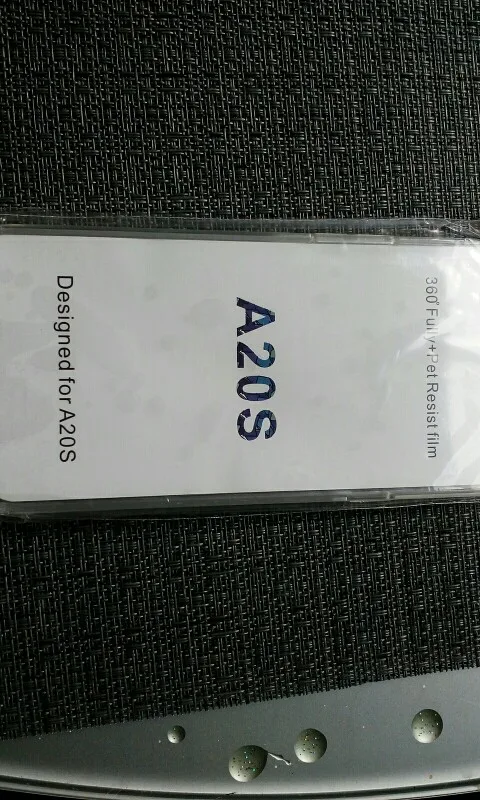 360°Fully+Pet Resist film
A20S
Designed for A20S